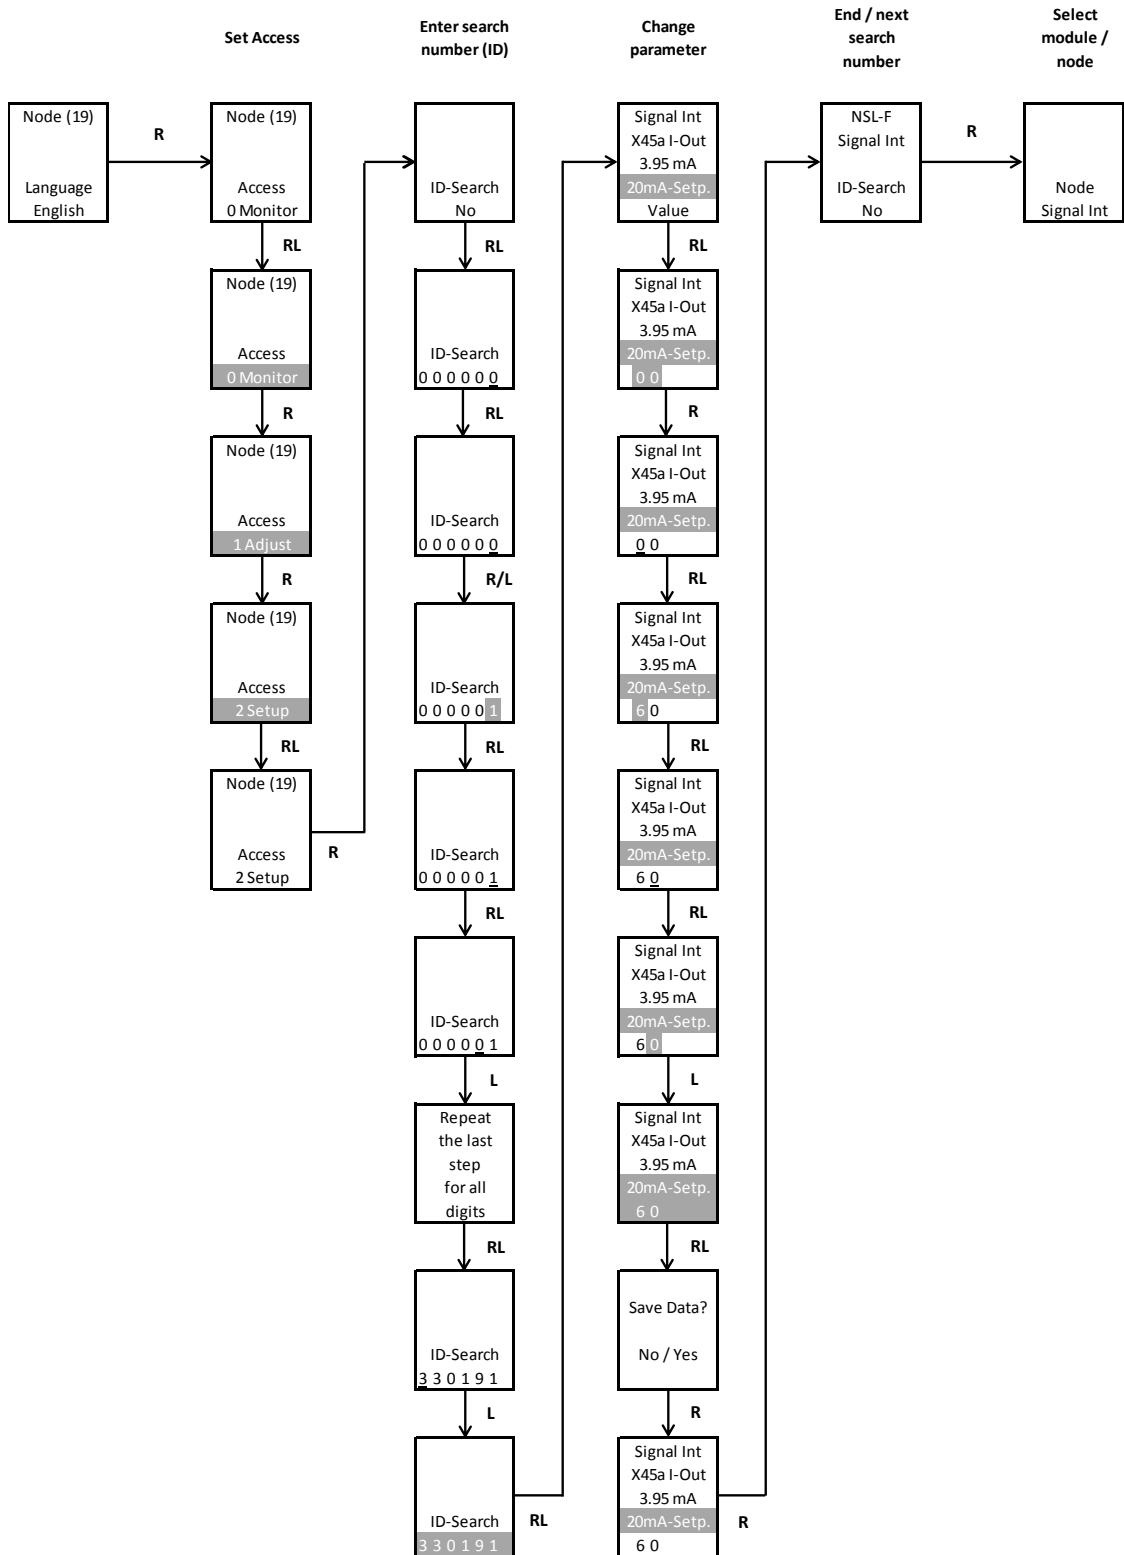 Set Access
Enter search
number (ID)
Change
parameter
End / next
search
number
Select
module /
node
Node (19)
Language
English
R
Node (19)
Access
0 Monitor
RL
Node (19)
Access
0 Monitor
R
Node (19)
Access
1 Adjust
R
Node (19)
Access
2 Setup
RL
Node (19)
Access
2 Setup
R
ID-Search
No
RL
ID-Search
0 0 0 0 0 0
RL
ID-Search
0 0 0 0 0 0
R/L
ID-Search
0 0 0 0 0 1
RL
ID-Search
0 0 0 0 0 1
RL
ID-Search
0 0 0 0 0 1
L
Repeat
the last
step
for all
digits
RL
ID-Search
3 3 0 1 9 1
L
ID-Search
3 3 0 1 9 1
RL
Signal Int
X45a I-Out
3.95 mA
20mA-Setp.
Value
RL
Signal Int
X45a I-Out
3.95 mA
20mA-Setp.
0 0
R
Signal Int
X45a I-Out
3.95 mA
20mA-Setp.
0 0
RL
Signal Int
X45a I-Out
3.95 mA
20mA-Setp.
6 0
RL
Signal Int
X45a I-Out
3.95 mA
20mA-Setp.
6 0
RL
Signal Int
X45a I-Out
3.95 mA
20mA-Setp.
6 0
L
Signal Int
X45a I-Out
3.95 mA
20mA-Setp.
6 0
RL
Save Data?
No / Yes
R
Signal Int
X45a I-Out
3.95 mA
20mA-Setp.
6 0
R
NSL-F
Signal Int
ID-Search
No
R
Node
Signal Int